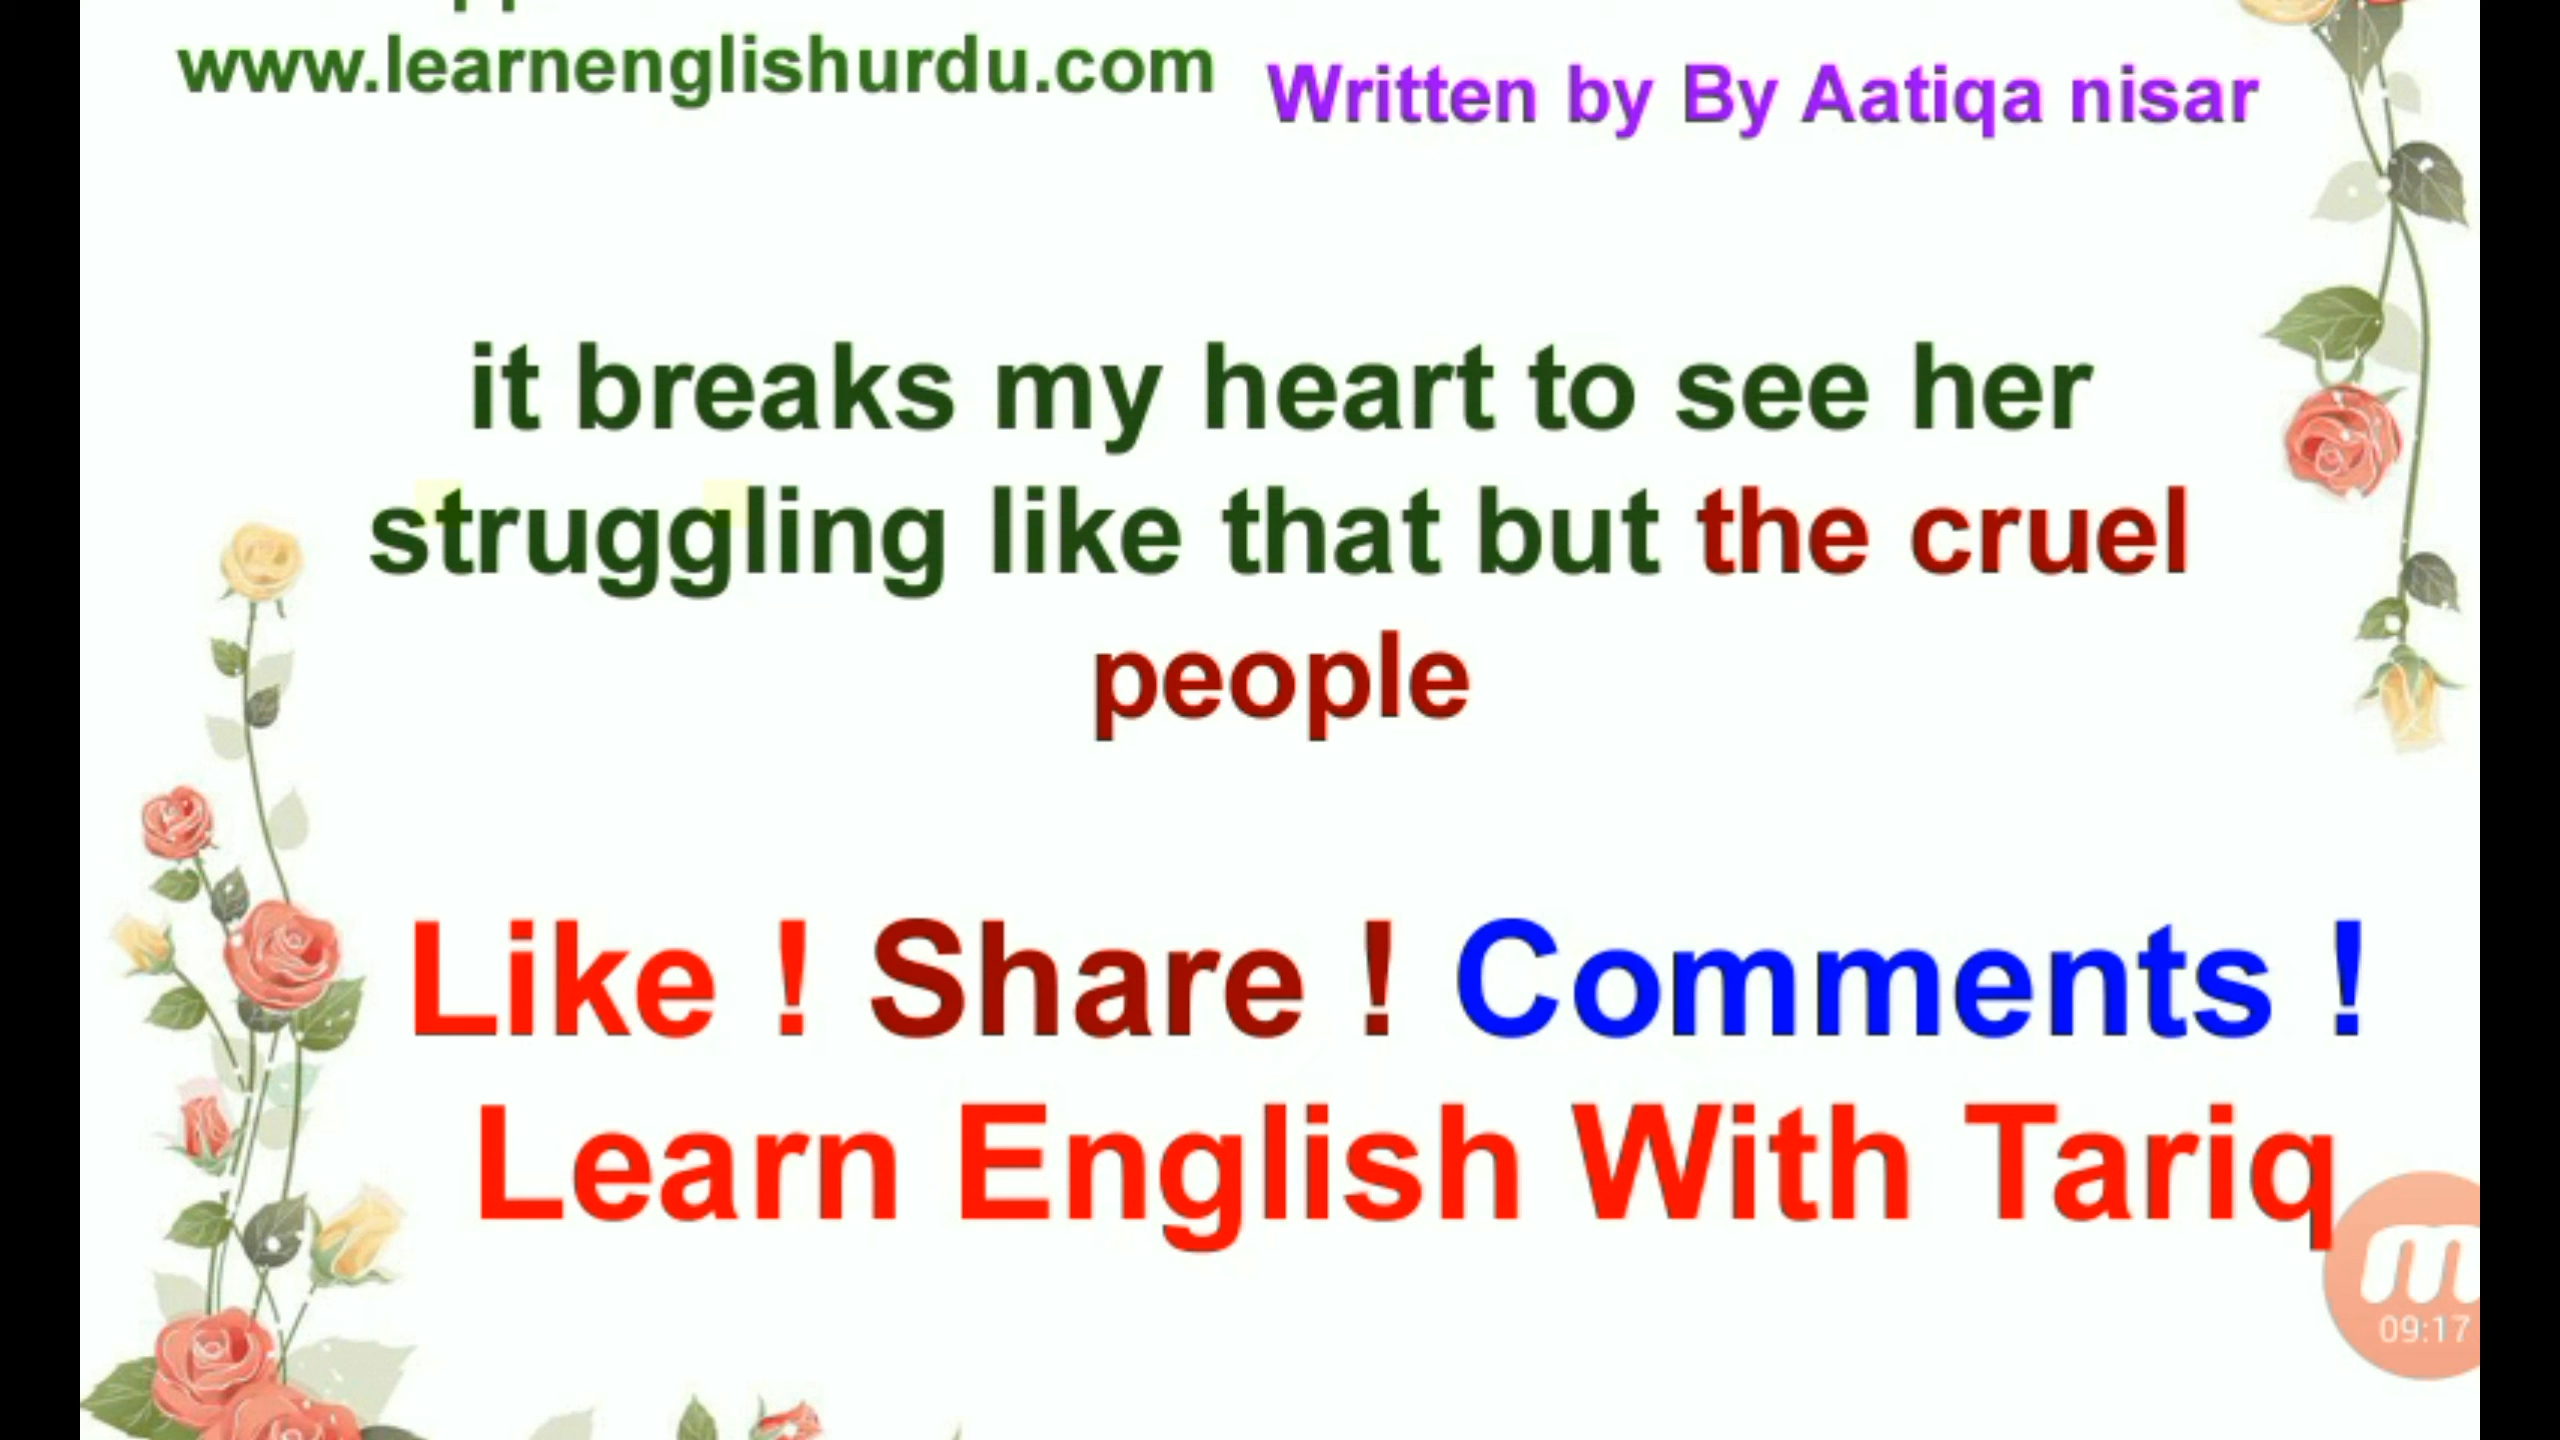 www.learnenglishurdu.com
Written by By Aatiqa nisar
it breaks my heart to see her
struggling like that but the cruel
people
Like ! Share ! Comments !
Learn English With Tariq
m
09:17